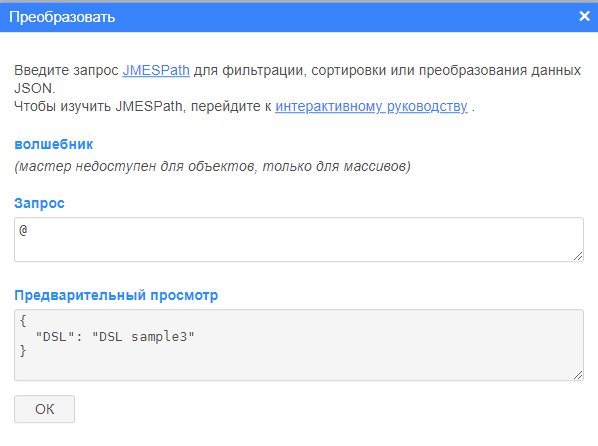 Преобразовать ×
Введите запрос JMESPath для фильтрации, сортировки или преобразования данных
JSON.
Чтобы изучить JMESPath, перейдите к интерактивному руководству .
волшебник
(мастер недоступен для объектов, только для массивов)
Запрос
@
Предварительный просмотр
{
  "DSL": "DSL sample3"
}
OK